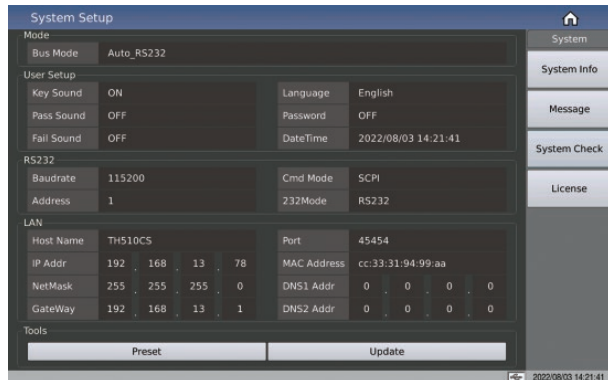 System Setup
Mode
System
Bus Mode Auto_RS232
System Info
User Setup
Key Sound ON Language English
Pass Sound OFF Password OFF
Message
Fail Sound OFF DateTime 2022/08/03 14:21:41
System Check
RS232
Baudrate 115200 Cmd Mode SCPI
License
Address 1 232Mode RS232
LAN
Host Name TH510CS Port 45454
IP Addr 192 . 168 . 13 . 78 MAC Address cc:33:31:94:99:aa
NetMask 255 . 255 . 255 . 0 DNS1 Addr 0 . 0 . 0 . 0
GateWay 192 . 168 . 13 . 1 DNS2 Addr 0 . 0 . 0 . 0
Tools
Preset Update
2022/08/03 14:21:41